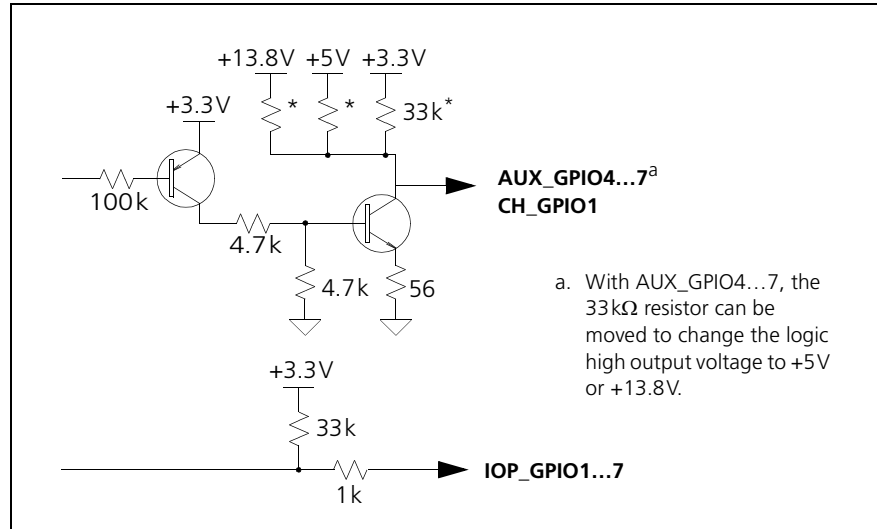 +13.8V +5V +3.3V
+3.3V
* * 33k*
100k
AUX_GPIO4...7a
CH_GPIO1
4.7k
4.7k 56
a. With AUX_GPIO4...7, the
33kΩ resistor can be
moved to change the logic
high output voltage to +5V
or +13.8V.
+3.3V
33k
1k
IOP_GPIO1...7